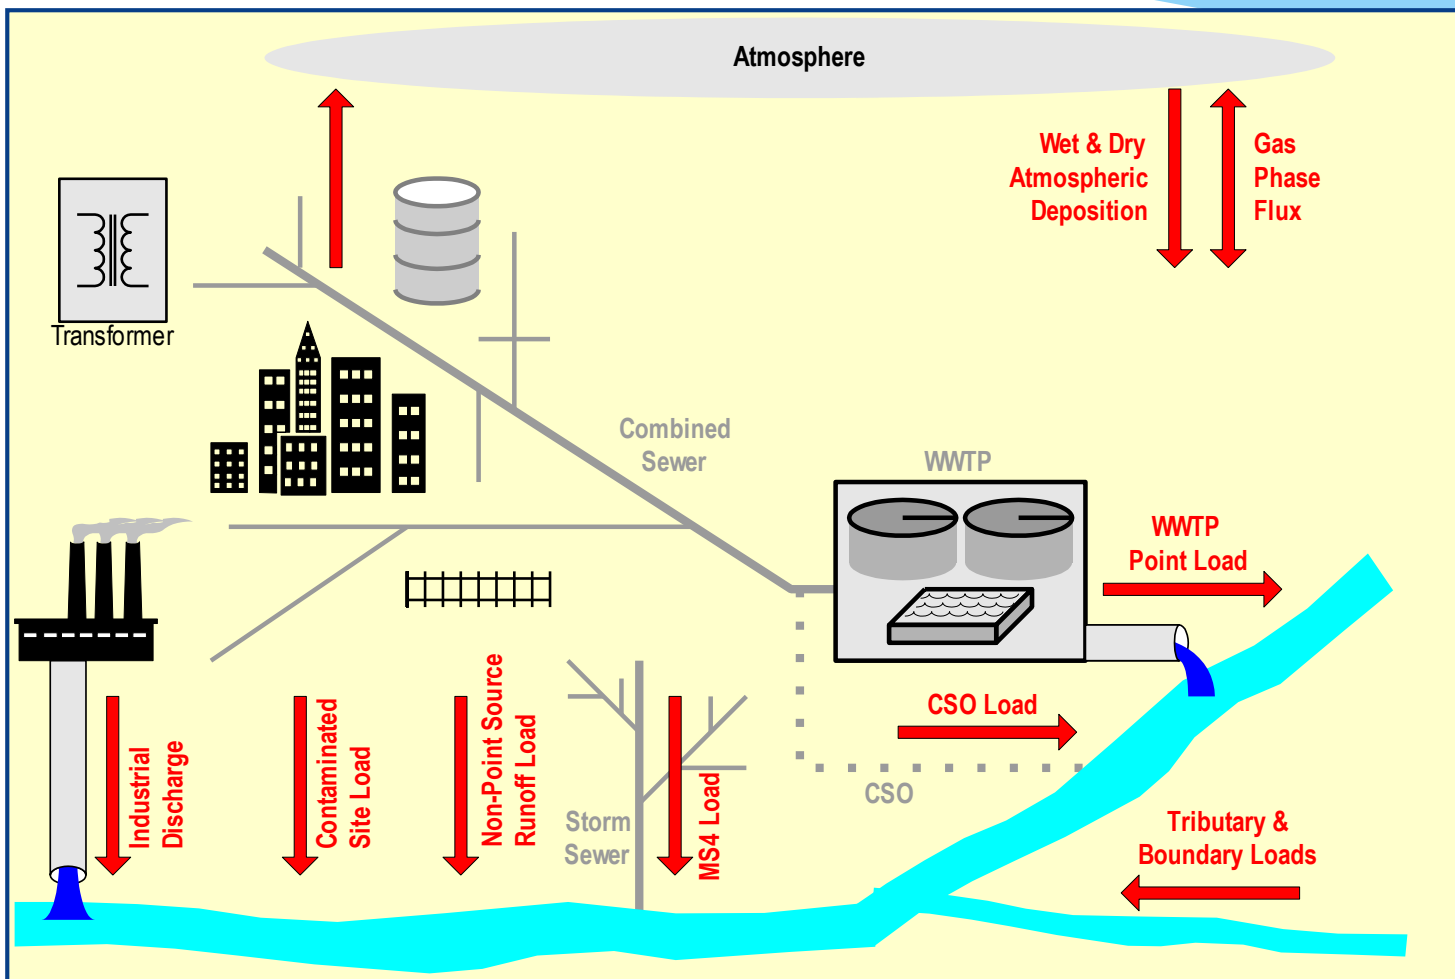 Atmosphere
Wet & Dry
Atmospheric
Deposition
Gas
Phase
Flux
Transformer
Combined
Sewer
WWTP
WWTP
Point Load
CSO Load
CSO
Industrial
Discharge
Contaminated
Site Load
Non-Point Source
Runoff Load
Storm
Sewer
MS4 Load
Tributary &
Boundary Loads